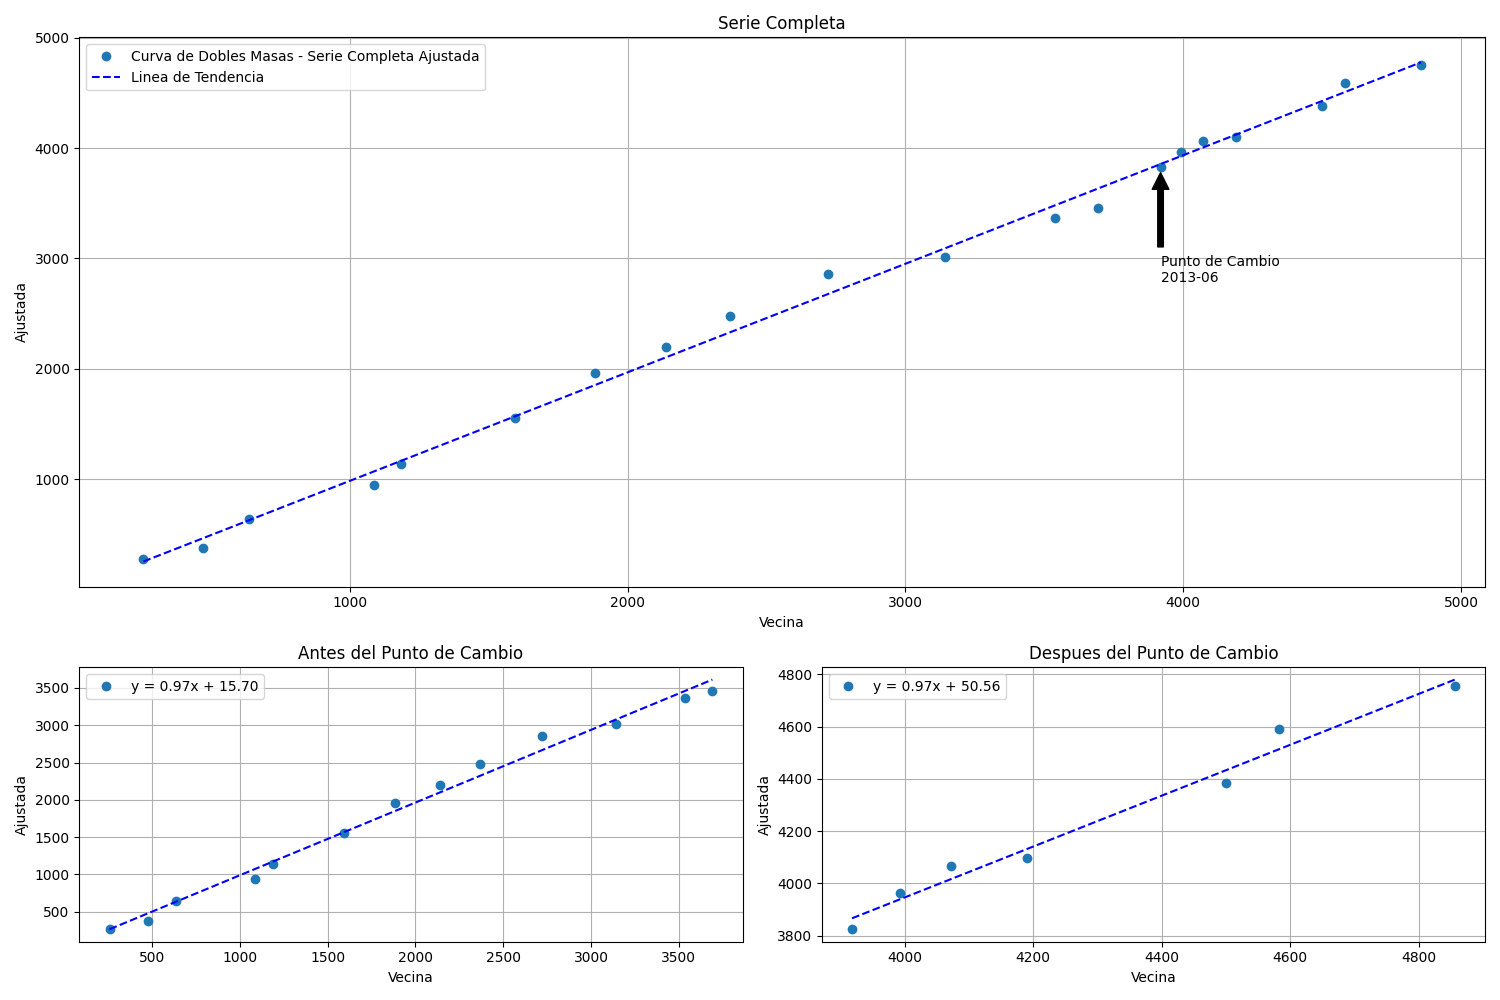 Serie Completa
Curva de Dobles Masas - Serie Completa Ajustada
Linea de Tendencia
5000
4000
3000
2000
1000
Ajustada
Punto de Cambio
2013-06
1000
2000
3000
4000
5000
Vecina
Antes del Punto de Cambio
y = 0.97x + 15.70
3500
3000
2500
2000
1500
1000
500
Ajustada
500
1000
1500
2000
2500
3000
3500
Vecina
Despues del Punto de Cambio
y = 0.97x + 50.56
4800
4600
4400
4200
4000
3800
Ajustada
4000
4200
4400
4600
4800
Vecina